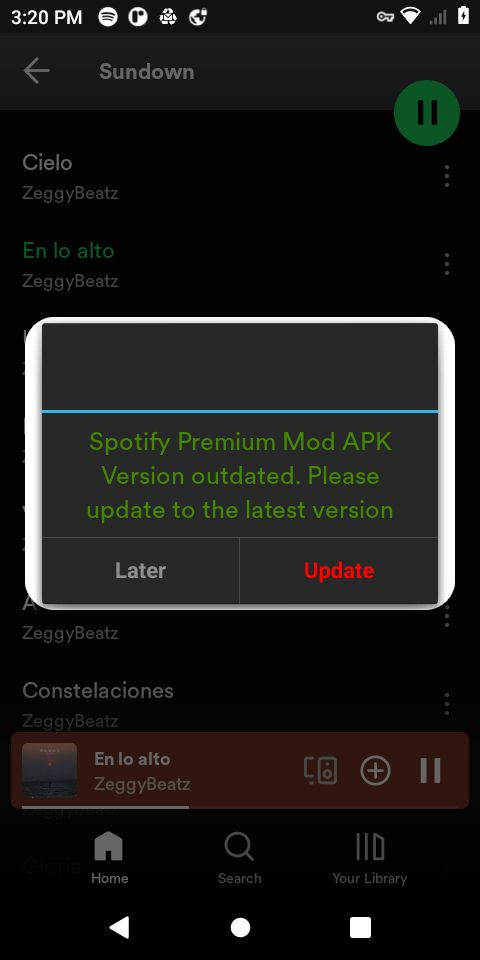 3:20 PM
Sundown
Cielo
ZeggyBeatz
En lo alto
ZeggyBeatz
Spotify Premium Mod APK
Version outdated. Please
update to the latest version
Later
Update
A
ZeggyBeatz
Constelaciones
ZeggyBeatz
En lo alto
ZeggyBeatz
ZeggyBeatz
Gloria
Home
Search
Your Library